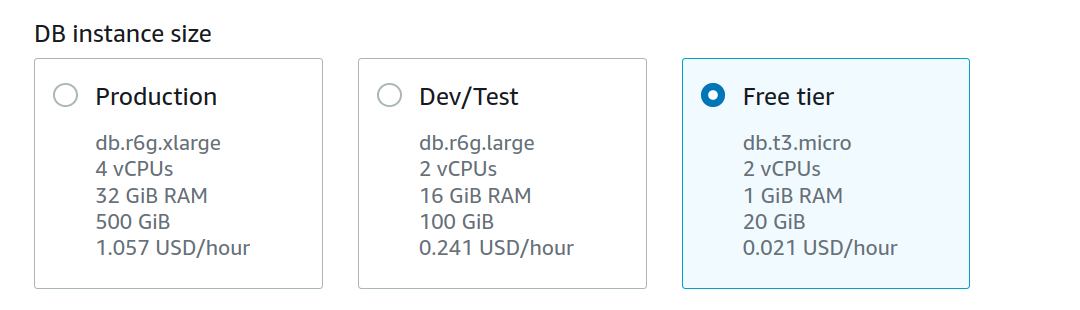 DB instance size
Production
db.r6g.xlarge
4 vCPUs
32 GiB RAM
500 GiB
1.057 USD/hour
Dev/Test
db.r6g.large
2 vCPUs
16 GiB RAM
100 GiB
0.241 USD/hour
Free tier
db.t3.micro
2 vCPUs
1 GiB RAM
20 GiB
0.021 USD/hour